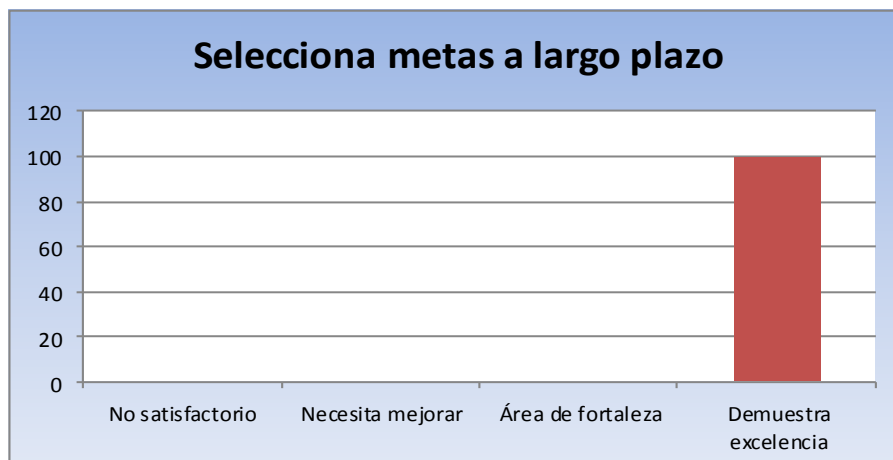 Selecciona metas a largo plazo
120
100
80
60
40
20
0
No satisfactorio
Necesita mejorar
Área de fortaleza
Demuestra
excelencia